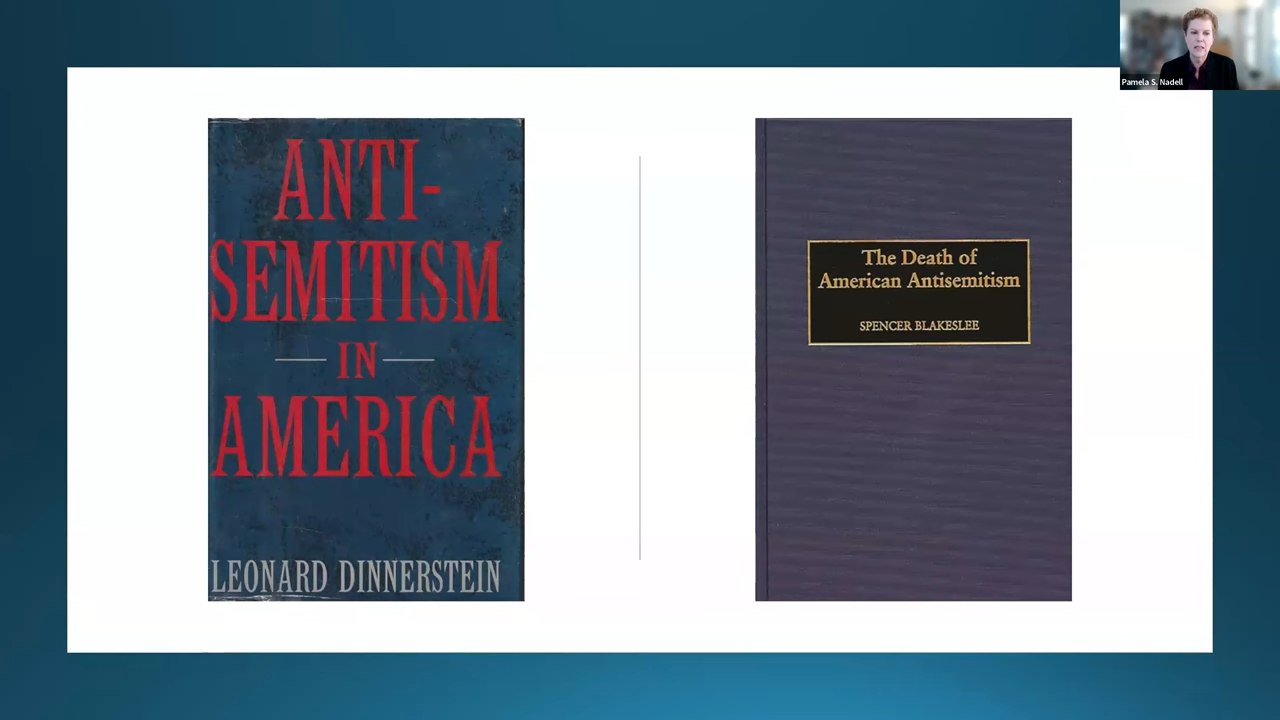 Pamela S. Nadell
ANTI-
SEMITISM
IN
AMERICA
LEONARD DINNERSTEIN
The Death of
American Antisemitism
SPENCER BLAKESLEE